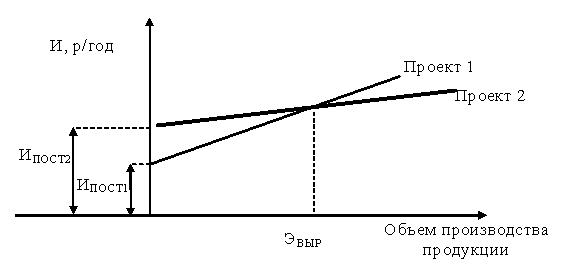 И, р/год
Проект 1
Проект 2
ИПОСТ2
ИПОСТ1
ЭВЫР
Объем производства
продукции